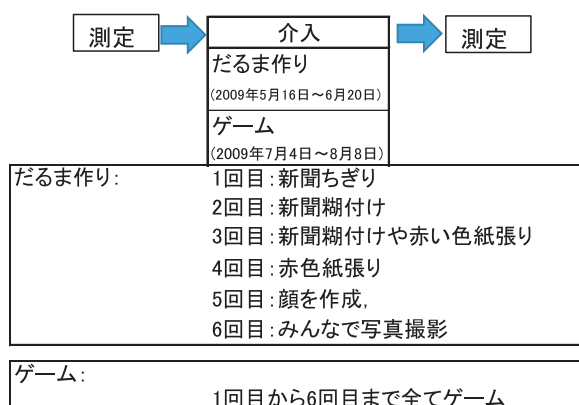 測定
介入
測定
だるま作り
(2009年5月16日～6月20日)
ゲーム
(2009年7月4日～8月8日)
だるま作り: 1回目:新聞ちぎり
2回目:新聞糊付け
3回目:新聞糊付けや赤い色紙張り
4回目:赤色紙張り
5回目:顔を作成,
6回目:みんなで写真撮影
ゲーム:
1回目から6回目まで全てゲーム